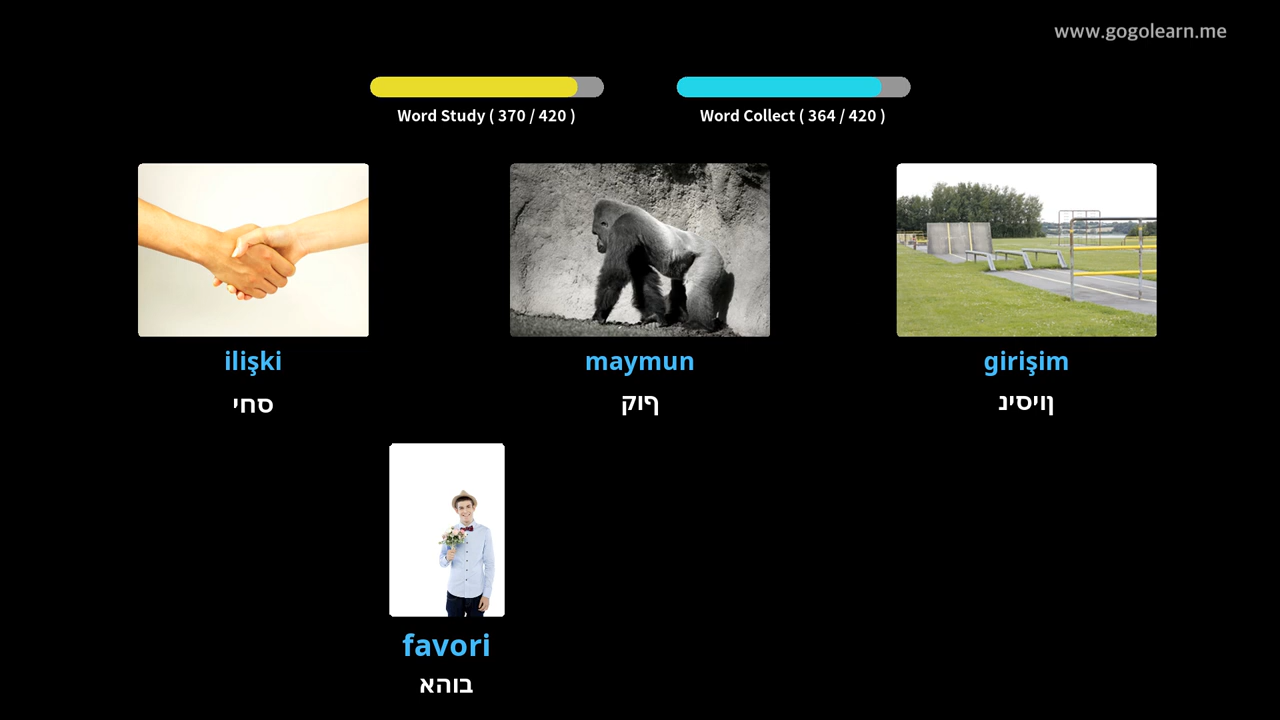 www.gogolearn.me
Word Study ( 370 / 420 )
Word Collect ( 364 / 420 )
ilişki
maymun
girişim
סחי
ףוק
ןויסינ
favori
בוהא